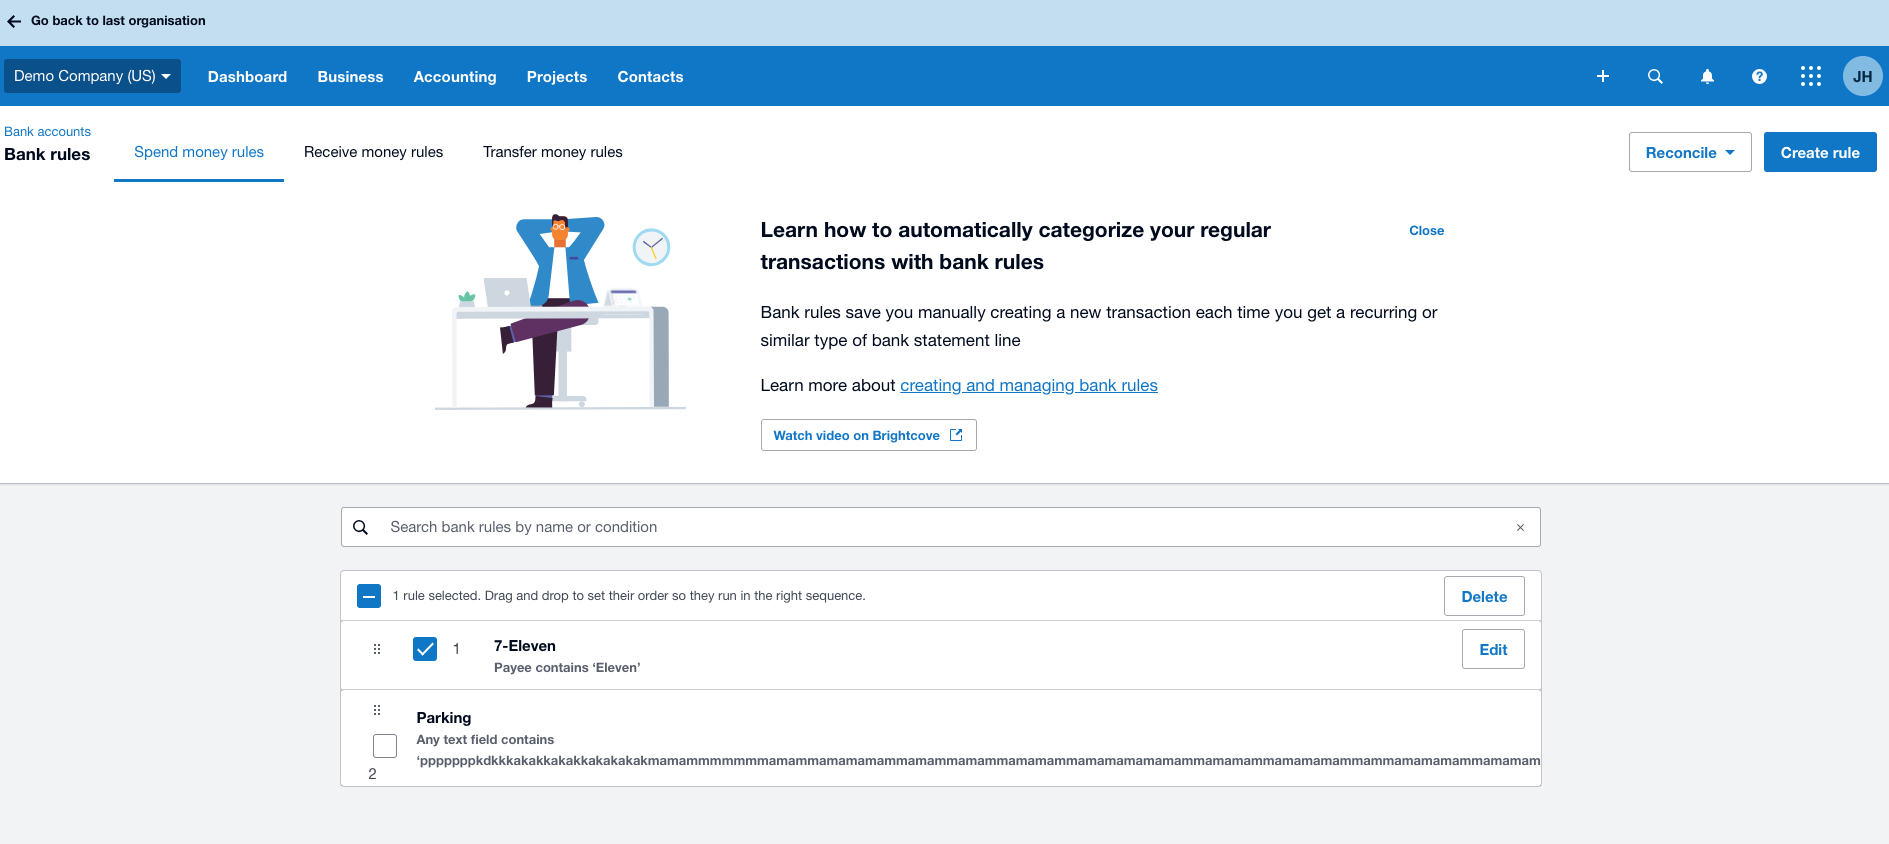 Go back to last organisation
Demo Company (US)
Dashboard
Business
Accounting
Projects
Contacts
JH
Bank accounts
Bank rules
Spend money rules
Receive money rules
Transfer money rules
Reconcile
Create rule
Learn how to automatically categorize your regular
transactions with bank rules
Close
Bank rules save you manually creating a new transaction each time you get a recurring or
similar type of bank statement line
Learn more about creating and managing bank rules
Watch video on Brightcove
Search bank rules by name or condition
1 rule selected. Drag and drop to set their order so they run in the right sequence.
Delete
1
7-Eleven
Payee contains ‘Eleven’
Edit
Parking
Any text field contains
2